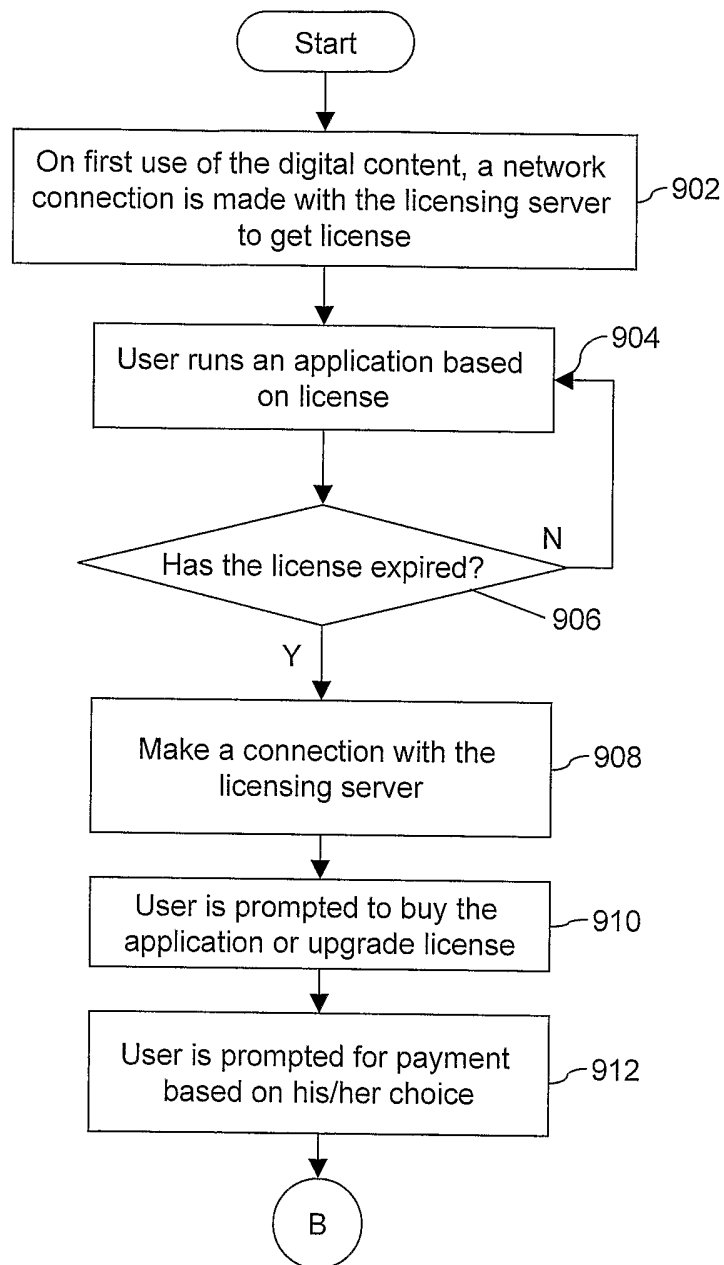 Start
On first use of the digital content, a network
connection is made with the licensing server
to get license
902
User runs an application based
on license
904
Has the license expired?
N
906
Y
Make a connection with the
licensing server
908
User is prompted to buy the
application or upgrade license
910
User is prompted for payment
based on his/her choice
912
B